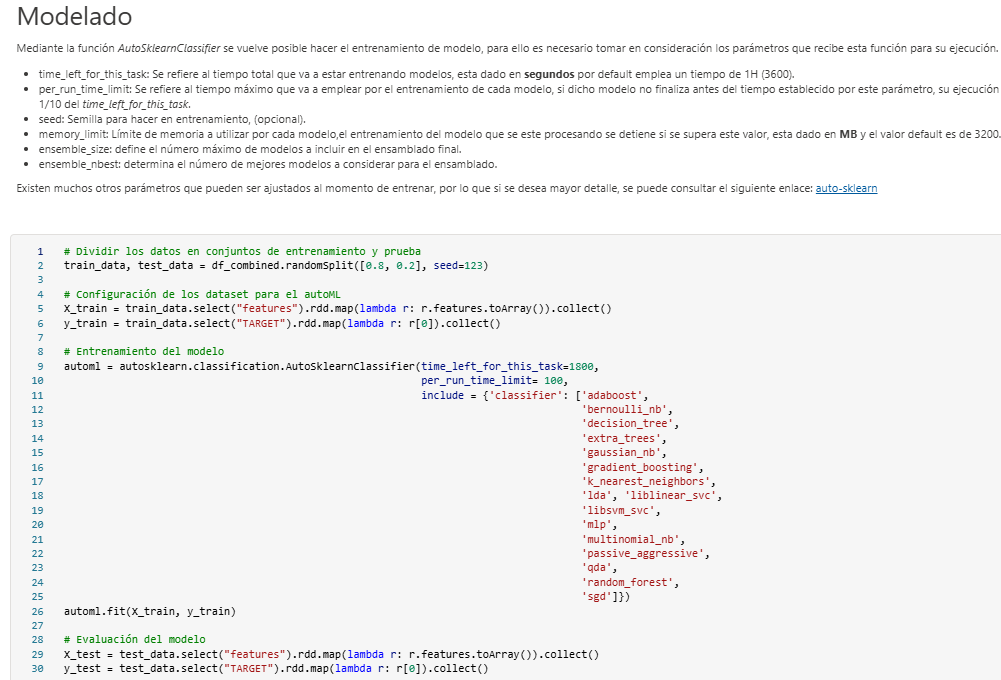 Modelado
Mediante la función AutoSklearnClassifier se vuelve posible hacer el entrenamiento de modelo, para ello es necesario tomar en consideración los parámetros que recibe esta función para su ejecución.
• time_left_for_this_task: Se refiere al tiempo total que va a estar entrenando modelos, esta dado en segundos por default emplea un tiempo de 1H (3600).
• per_run_time_limit: Se refiere al tiempo máximo que va a emplear por el entrenamiento de cada modelo, si dicho modelo no finaliza antes del tiempo establecido por este parámetro, su ejecución
1/10 del time_left_for_this_task.
• seed: Semilla para hacer en entrenamiento, (opcional).
• memory_limit: Límite de memoria a utilizar por cada modelo,el entrenamiento del modelo que se este procesando se detiene si se supera este valor, esta dado en MB y el valor default es de 3200.
• ensemble_size: define el número máximo de modelos a incluir en el ensamblado final.
• ensemble_nbest: determina el número de mejores modelos a considerar para el ensamblado.
Existen muchos otros parámetros que pueden ser ajustados al momento de entrenar, por lo que si se desea mayor detalle, se puede consultar el siguiente enlace: auto-sklearn
1 # Dividir los datos en conjuntos de entrenamiento y prueba
2 train_data, test_data = df_combined.randomSplit([0.8, 0.2], seed=123)
3
4 # Configuración de los dataset para el autoML
5 X_train = train_data.select("features").rdd.map(lambda r: r.features.toArray()).collect()
6 y_train = train_data.select("TARGET").rdd.map(lambda r: r[0]).collect()
7
8 # Entrenamiento del modelo
9 automl = autosklearn.classification.AutoSklearnClassifier(time_left_for_this_task=1800,
10 per_run_time_limit= 100,
11 include = {'classifier': ['adaboost',
12 'bernoulli_nb',
13 'decision_tree',
14 'extra_trees',
15 'gaussian_nb',
16 'gradient_boosting',
17 'k_nearest_neighbors',
18 'lda', 'liblinear_svc',
19 'libsvm_svc',
20 'mlp',
21 'multinomial_nb',
22 'passive_aggressive',
23 'qda',
24 'random_forest',
25 'sgd']})
26 automl.fit(X_train, y_train)
27
28 # Evaluación del modelo
29 X_test = test_data.select("features").rdd.map(lambda r: r.features.toArray()).collect()
30 y_test = test_data.select("TARGET").rdd.map(lambda r: r[0]).collect()